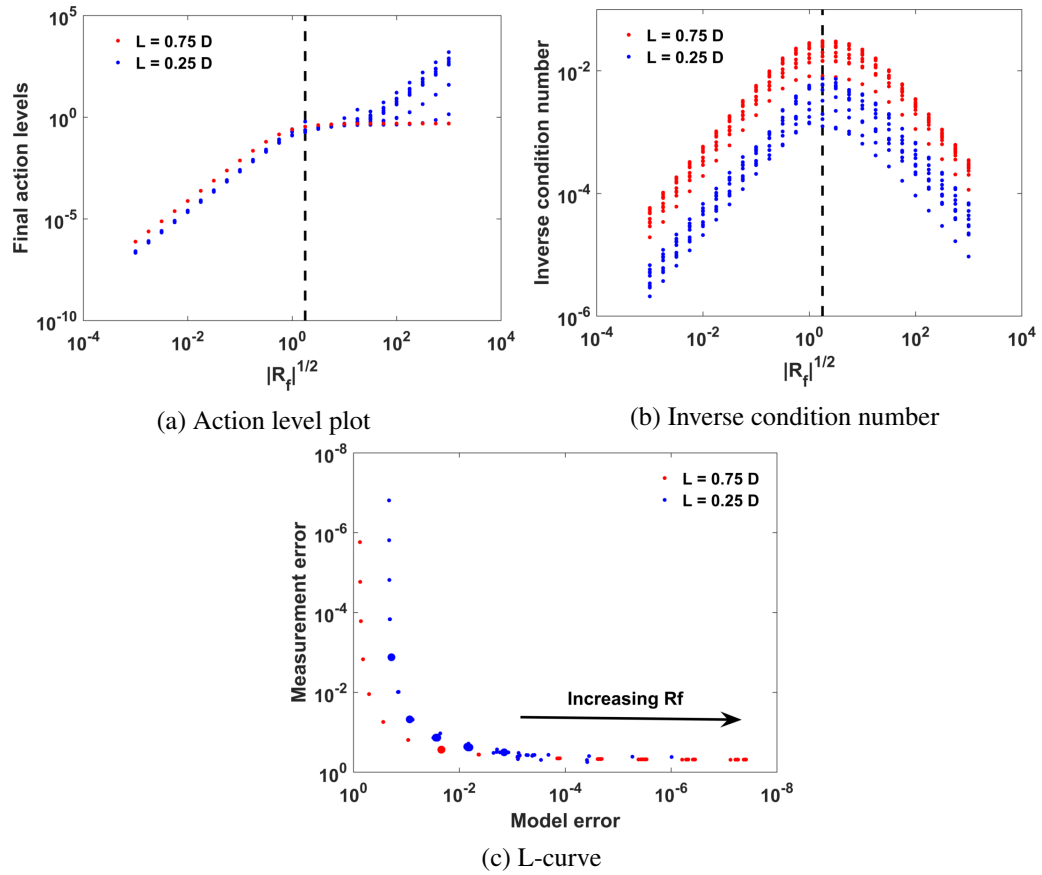 10^5
10^0
10^-5
10^-10
Final action levels
L = 0.75 D
L = 0.25 D
10^-4 10^-2 10^0 10^2 10^4
|R_f|^1/2
(a) Action level plot
10^-2
10^-4
10^-6
Inverse condition number
L = 0.75 D
L = 0.25 D
10^-4 10^-2 10^0 10^2 10^4
|R_f|^1/2
(b) Inverse condition number
10^-8
10^-6
10^-4
10^-2
10^0
Measurement error
L = 0.75 D
L = 0.25 D
Increasing Rf
10^0 10^-2 10^-4 10^-6 10^-8
Model error
(c) L-curve